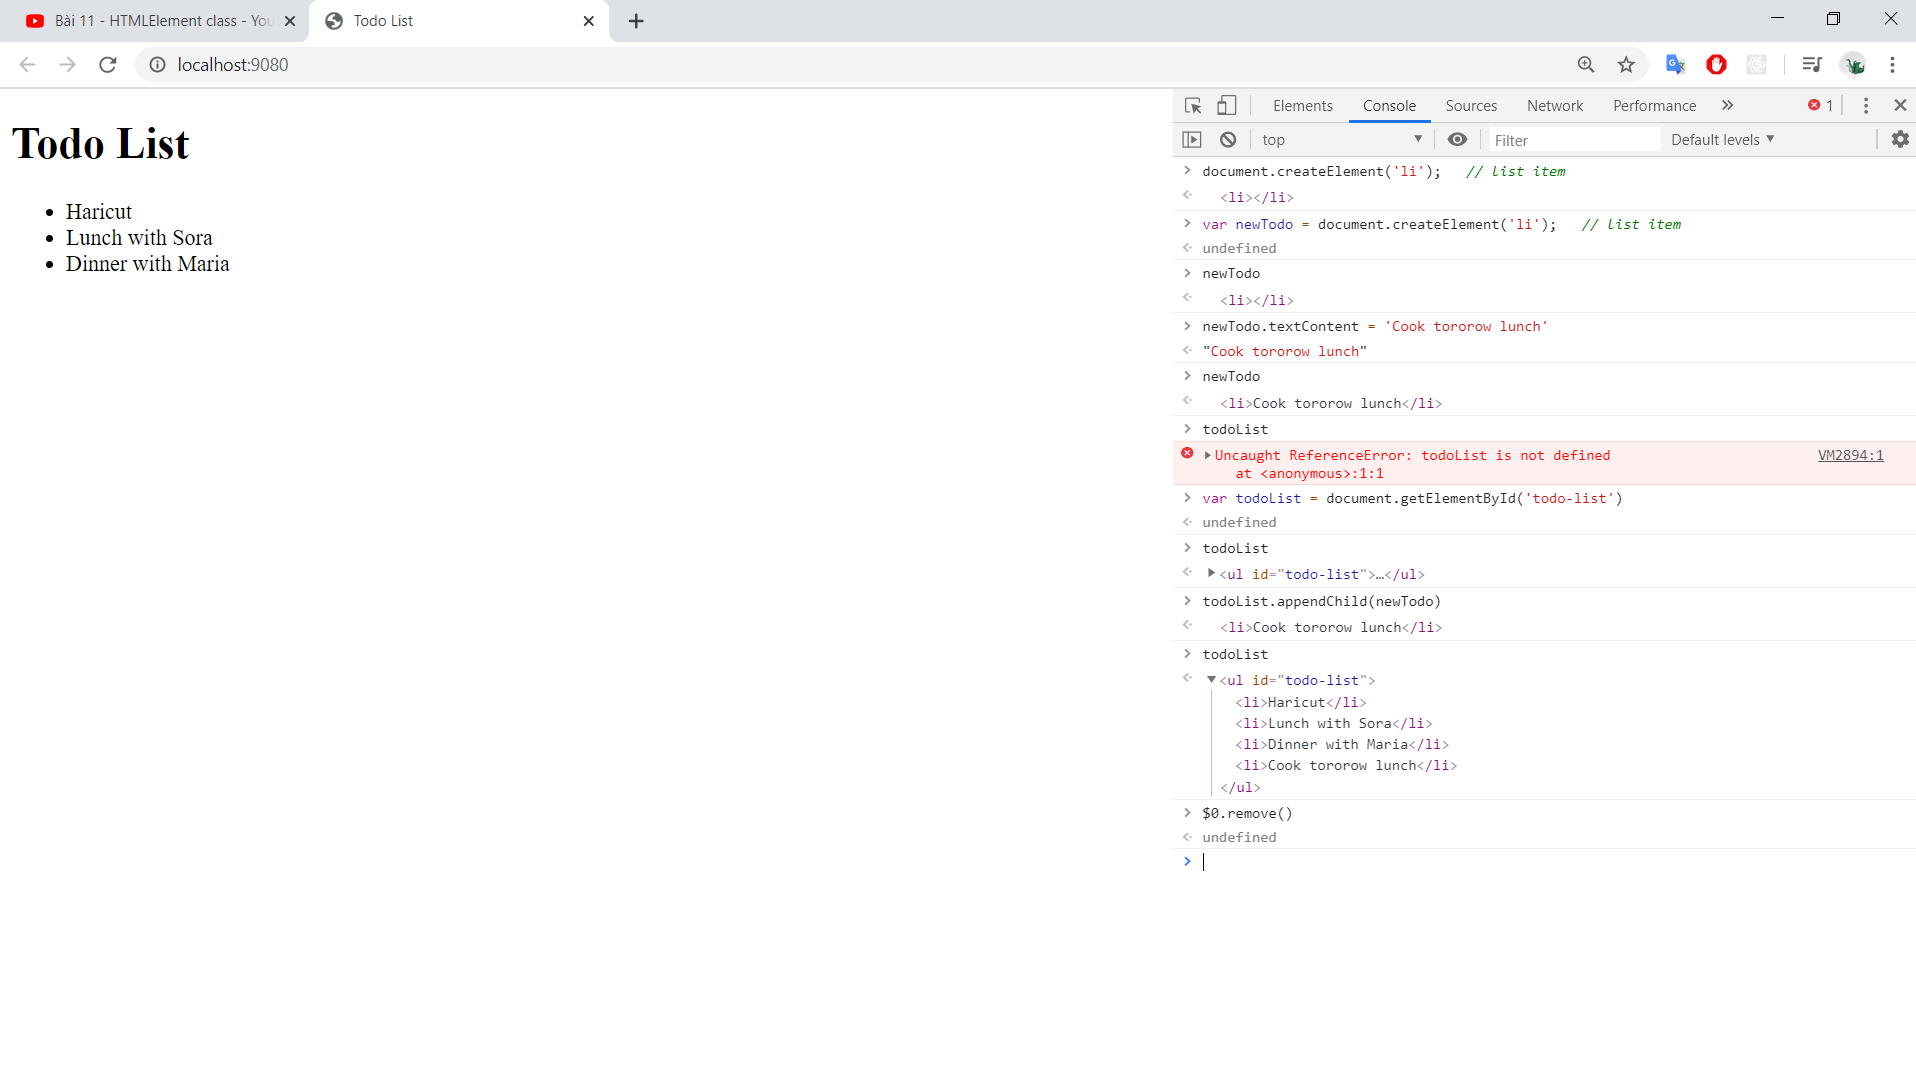 Bài 11 - HTMLElement class - You
Todo List
localhost:9080
Todo List
Haricut
Lunch with Sora
Dinner with Maria
Elements Console Sources Network Performance 1
top Filter Default levels
document.createElement('li'); // list item
<li></li>
var newTodo = document.createElement('li'); // list item
undefined
newTodo
<li></li>
newTodo.textContent = 'Cook tororow lunch'
"Cook tororow lunch"
newTodo
<li>Cook tororow lunch</li>
todoList
Uncaught ReferenceError: todoList is not defined VM2894:1
at <anonymous>:1:1
var todoList = document.getElementById('todo-list')
undefined
todoList
<ul id="todo-list">…</ul>
todoList.appendChild(newTodo)
<li>Cook tororow lunch</li>
todoList
<ul id="todo-list">
<li>Haricut</li>
<li>Lunch with Sora</li>
<li>Dinner with Maria</li>
<li>Cook tororow lunch</li>
</ul>
$0.remove()
undefined